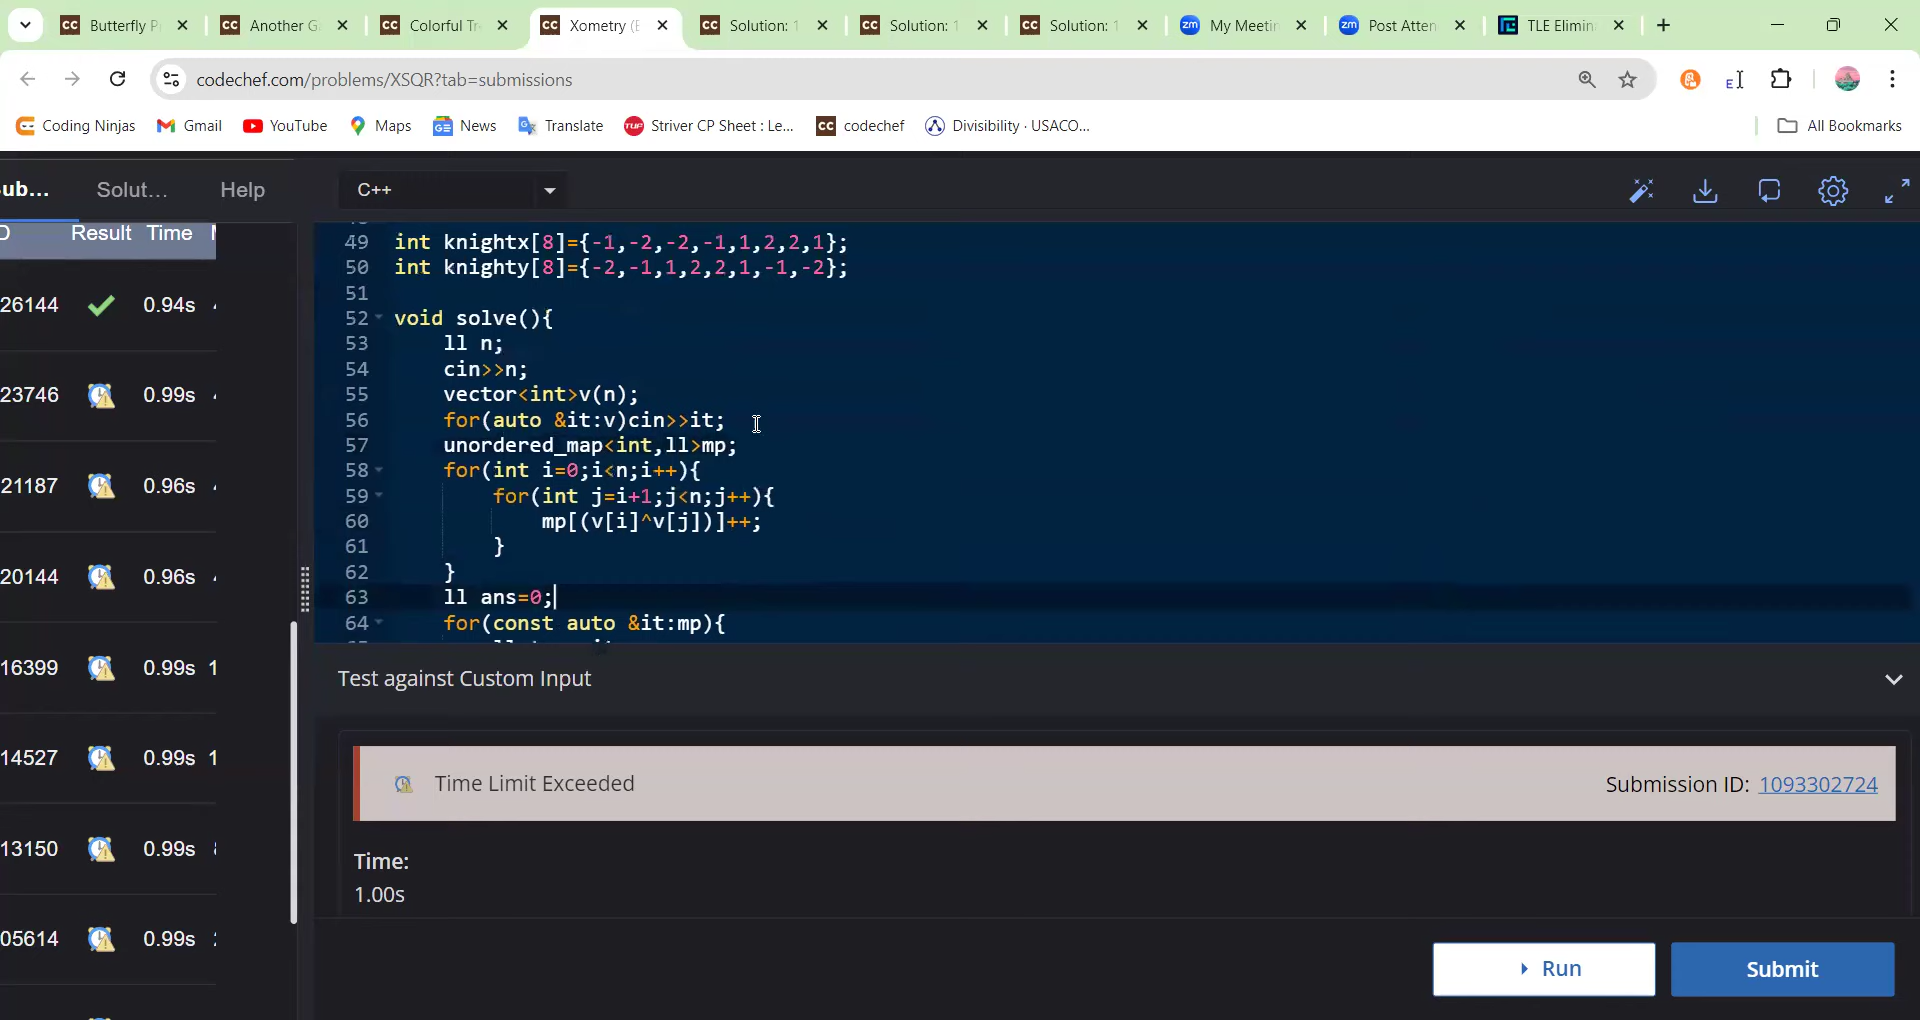 Butterfly P
Another G
Colorful Tr
Xometry (E
Solution: 1
Solution: 1
Solution: 1
My Meetin
Post Atten
TLE Elimin
codechef.com/problems/XSQR?tab=submissions
Coding Ninjas
Gmail
YouTube
Maps
News
Translate
Striver CP Sheet : Le...
codechef
Divisibility · USACO...
All Bookmarks
ub...
Solut...
Help
C++
D Result Time
26144 0.94s
23746 0.99s
21187 0.96s
20144 0.96s
16399 0.99s 1
14527 0.99s 1
13150 0.99s
05614 0.99s
49 int knightx[8]={-1,-2,-2,-1,1,2,2,1};
50 int knighty[8]={-2,-1,1,2,2,1,-1,-2};
51
52 void solve(){
53 ll n;
54 cin>>n;
55 vector<int>v(n);
56 for(auto &it:v)cin>>it;
57 unordered_map<int,ll>mp;
58 for(int i=0;i<n;i++){
59 for(int j=i+1;j<n;j++){
60 mp[(v[i]^v[j])]++;
61 }
62 }
63 ll ans=0;
64 for(const auto &it:mp){
Test against Custom Input
Time Limit Exceeded
Submission ID: 1093302724
Time:
1.00s
Run
Submit